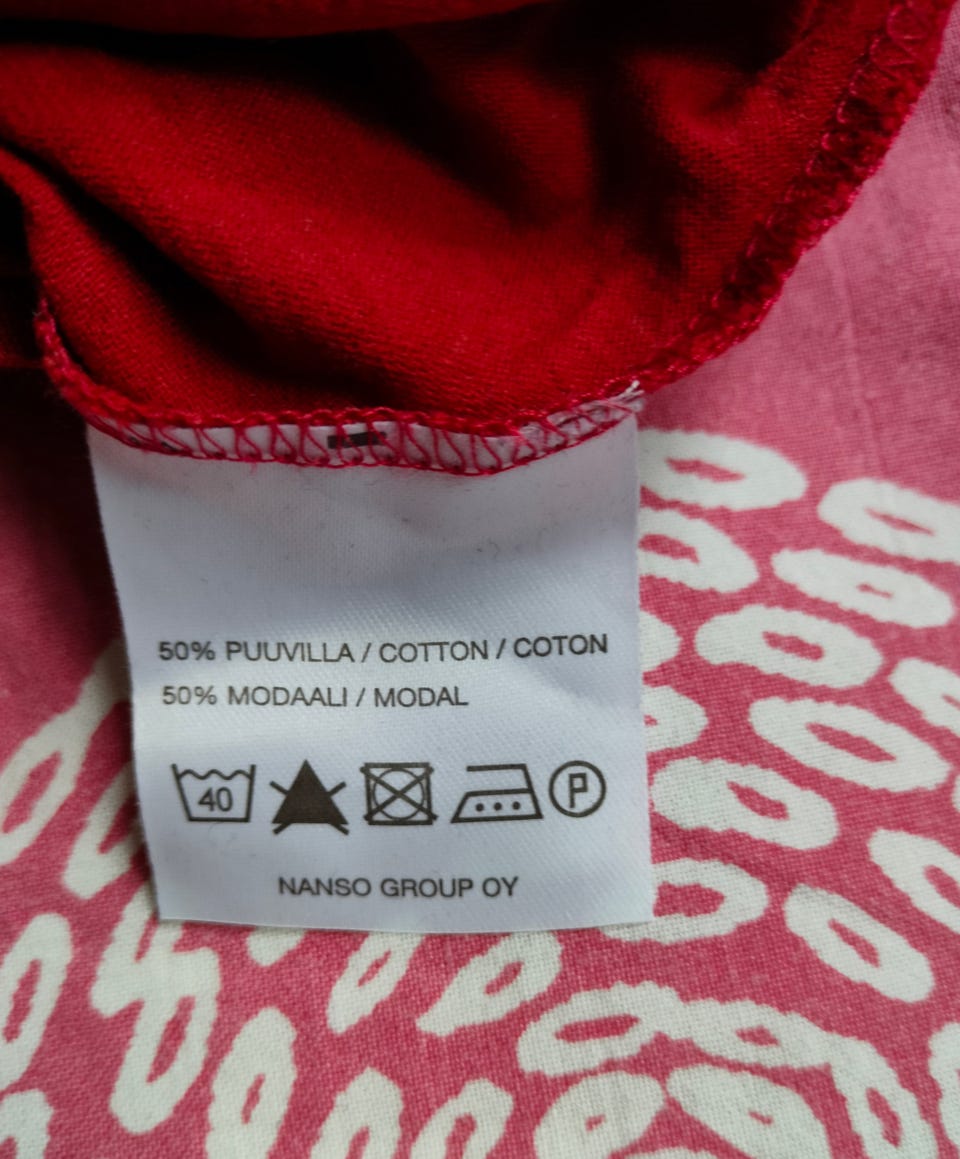 50% PUUVILLA / COTTON / COTON
50% MODAALI / MODAL
40 P
NANSO GROUP OY